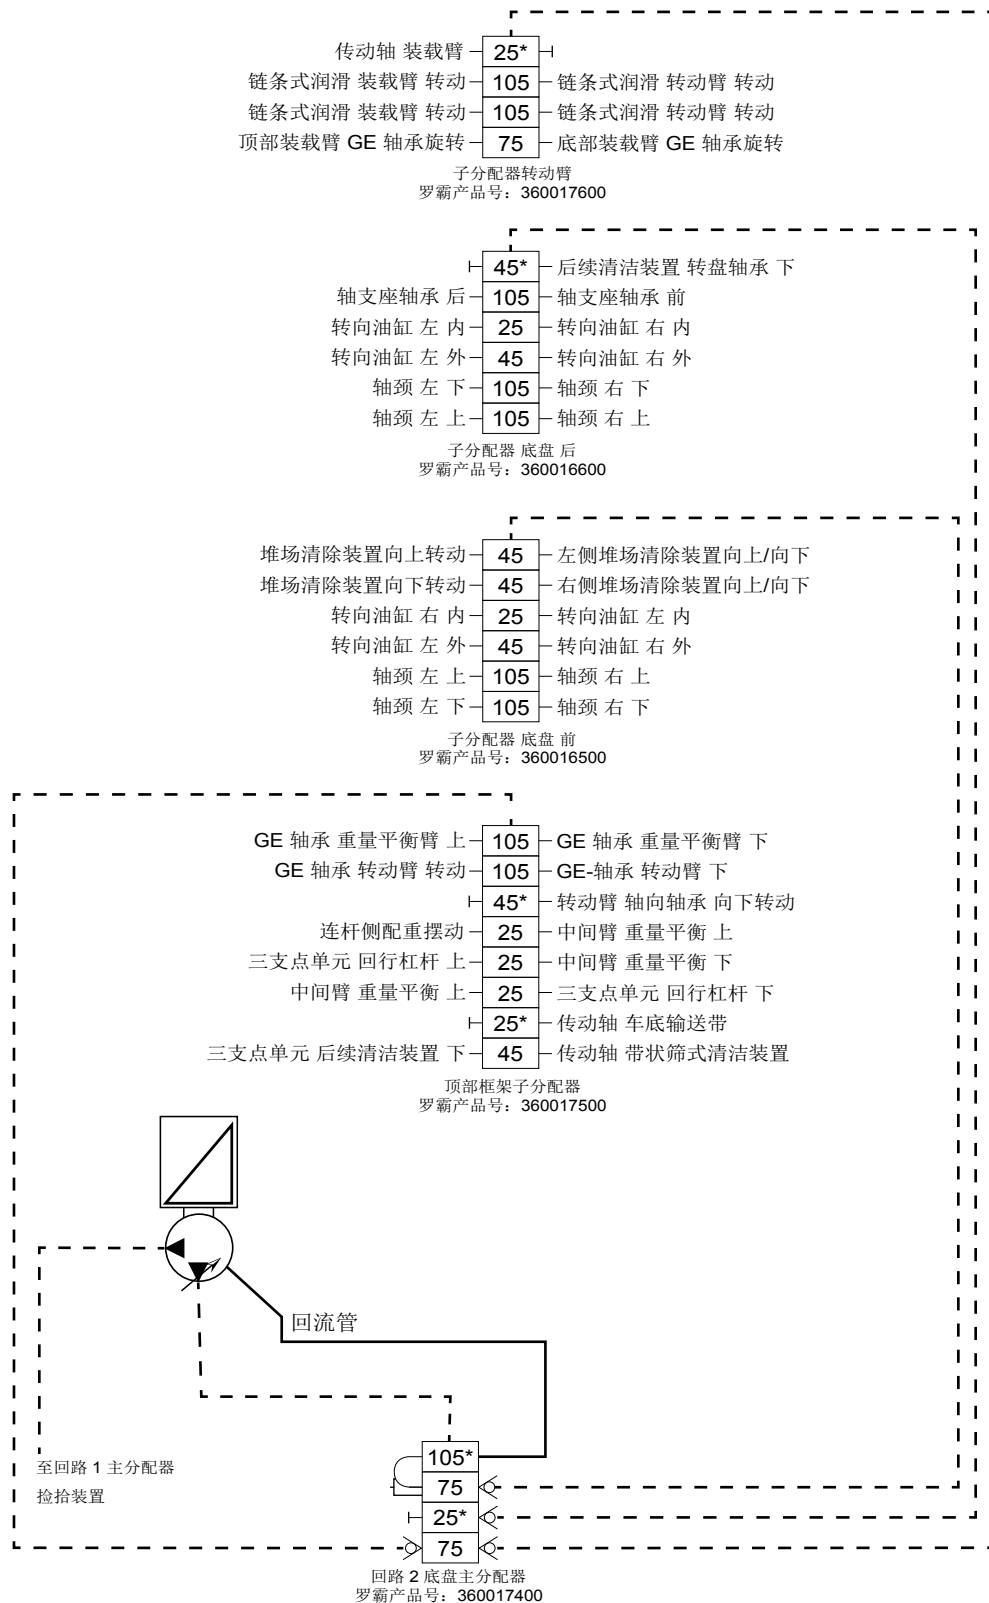 传动轴 装载臂 25*
链条式润滑 装载臂 转动 105 链条式润滑 转动臂 转动
链条式润滑 装载臂 转动 105 链条式润滑 转动臂 转动
顶部装载臂 GE 轴承旋转 75 底部装载臂 GE 轴承旋转
子分配器转动臂
罗霸产品号：360017600
45* 后续清洁装置 转盘轴承 下
轴支座轴承 后 105 轴支座轴承 前
转向油缸 左 内 25 转向油缸 右 内
转向油缸 左 外 45 转向油缸 右 外
轴颈 左 下 105 轴颈 右 下
轴颈 左 上 105 轴颈 右 上
子分配器 底盘 后
罗霸产品号：360016600
堆场清除装置向上转动 45 左侧堆场清除装置向上/向下
堆场清除装置向下转动 45 右侧堆场清除装置向上/向下
转向油缸 右 内 25 转向油缸 左 内
转向油缸 左 外 45 转向油缸 右 外
轴颈 左 上 105 轴颈 右 上
轴颈 左 下 105 轴颈 右 下
子分配器 底盘 前
罗霸产品号：360016500
GE 轴承 重量平衡臂 上 105 GE 轴承 重量平衡臂 下
GE 轴承 转动臂 转动 105 GE-轴承 转动臂 下
45* 转动臂 轴向轴承 向下转动
连杆侧配重摆动 25 中间臂 重量平衡 上
三支点单元 回行杠杆 上 25 中间臂 重量平衡 下
中间臂 重量平衡 上 25 三支点单元 回行杠杆 下
25* 传动轴 车底输送带
三支点单元 后续清洁装置 下 45 传动轴 带状筛式清洁装置
顶部框架子分配器
罗霸产品号：360017500
回流管
至回路 1 主分配器
捡拾装置
105*
75
25*
75
回路 2 底盘主分配器
罗霸产品号：360017400